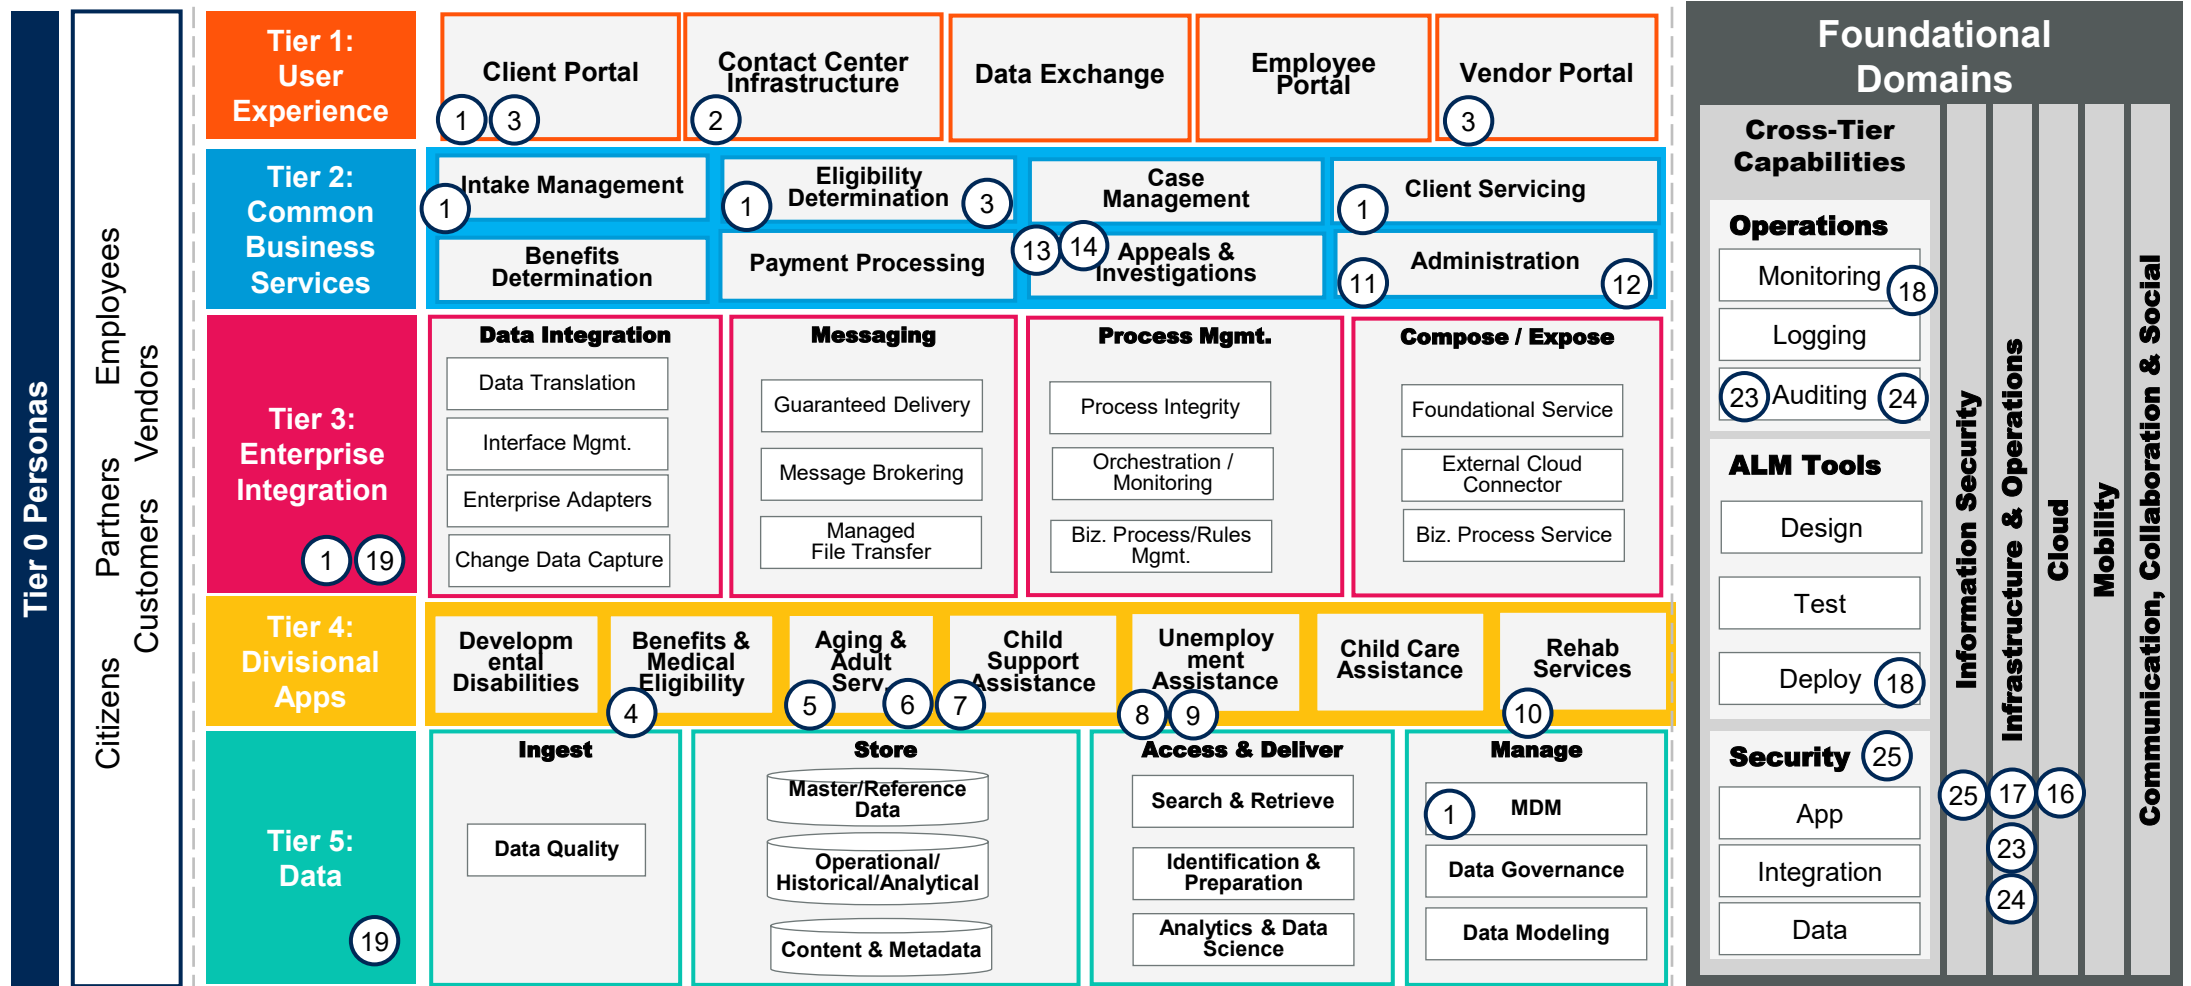 Tier 0 Personas
Citizens
Partners
Employees
Customers
Vendors
Tier 1:
User
Experience
Client Portal
1
3
Contact Center
Infrastructure
2
Data Exchange
Employee
Portal
Vendor Portal
3
Tier 2:
Common
Business
Services
Intake Management
1
Eligibility
Determination
1
3
Case
Management
Client Servicing
1
Benefits
Determination
Payment Processing
13
14
Appeals &
Investigations
Administration
11
12
Tier 3:
Enterprise
Integration
1
19
Data Integration
Data Translation
Interface Mgmt.
Enterprise Adapters
Change Data Capture
Messaging
Guaranteed Delivery
Message Brokering
Managed
File Transfer
Process Mgmt.
Process Integrity
Orchestration /
Monitoring
Biz. Process/Rules
Mgmt.
Compose / Expose
Foundational Service
External Cloud
Connector
Biz. Process Service
Tier 4:
Divisional
Apps
Developm
ental
Disabilities
Benefits &
Medical
Eligibility
4
Aging &
Adult
Serv.
5
6
Child
Support
Assistance
7
Unemploy
ment
Assistance
8
9
Child Care
Assistance
Rehab
Services
10
Tier 5:
Data
19
Ingest
Data Quality
Store
Master/Reference
Data
Operational/
Historical/Analytical
Content & Metadata
Access & Deliver
Search & Retrieve
Identification &
Preparation
Analytics & Data
Science
Manage
1
MDM
Data Governance
Data Modeling
Foundational
Domains
Cross-Tier
Capabilities
Operations
Monitoring
18
Logging
23
Auditing
24
ALM Tools
Design
Test
Deploy
18
Security
25
App
Integration
Data
Information Security
25
Infrastructure & Operations
17
23
24
Cloud
16
Mobility
Communication, Collaboration & Social